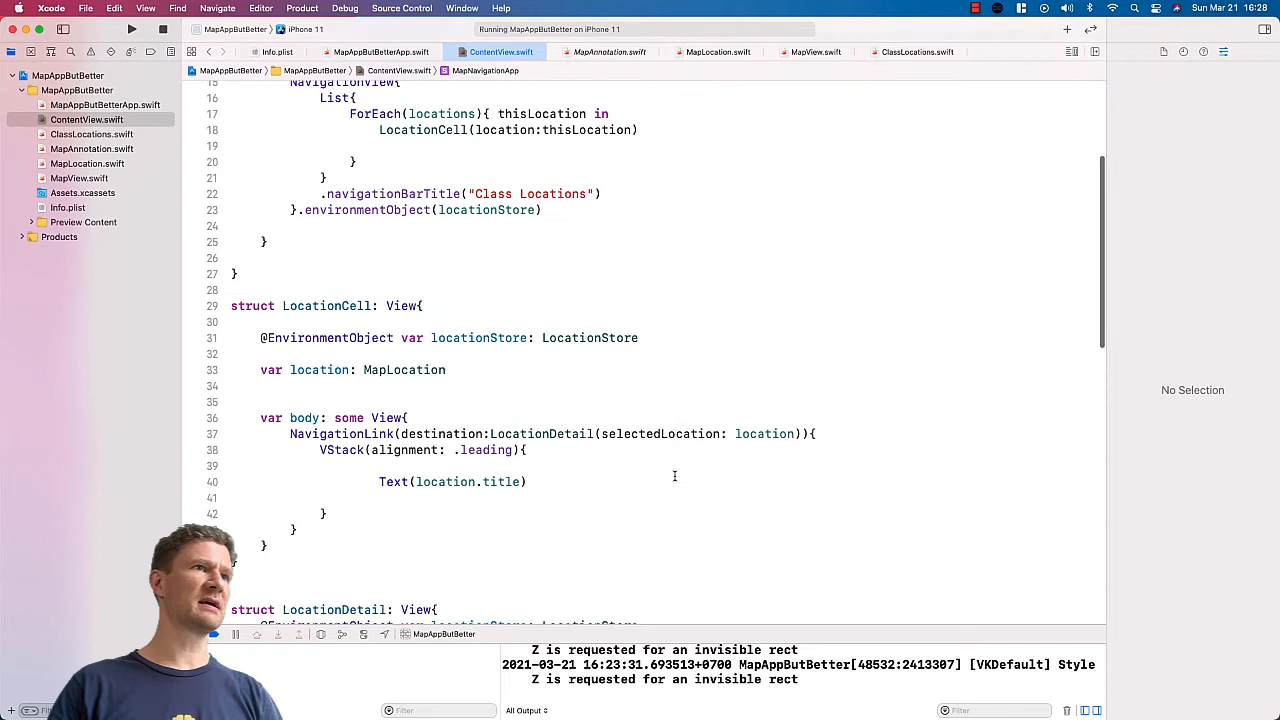 Xcode File Edit View Find Navigate Editor Product Debug Source Control Window Help Sun Mar 21 16:28
MapAppButBetter iPhone 11 Running MapAppButBetter on iPhone 11
Info.plist MapAppButBetterApp.swift ContentView.swift MapAnnotation.swift MapLocation.swift MapView.swift ClassLocations.swift
MapAppButBetter MapAppButBetter ContentView.swift MapNavigationApp
MapAppButBetter
MapAppButBetter
MapAppButBetterApp.swift
ContentView.swift
ClassLocations.swift
MapAnnotation.swift
MapLocation.swift
MapView.swift
Assets.xcassets
Info.plist
Preview Content
Products
15 NavigationView{
16 List{
17 ForEach(locations){ thisLocation in
18 LocationCell(location:thisLocation)
19
20 }
21 }
22 .navigationBarTitle("Class Locations")
23 }.environmentObject(locationStore)
24
25 }
26
27 }
28
29 struct LocationCell: View{
30
31 @EnvironmentObject var locationStore: LocationStore
32
33 var location: MapLocation
34
35
36 var body: some View{
37 NavigationLink(destination:LocationDetail(selectedLocation: location)){
38 VStack(alignment: .leading){
39
40 Text(location.title)
41
42 }
}
}
struct LocationDetail: View{
No Selection
MapAppButBetter
Z is requested for an invisible rect
2021-03-21 16:23:31.693513+0700 MapAppButBetter[48532:2413307] [VKDefault] Style
Z is requested for an invisible rect
Filter All Output Filter